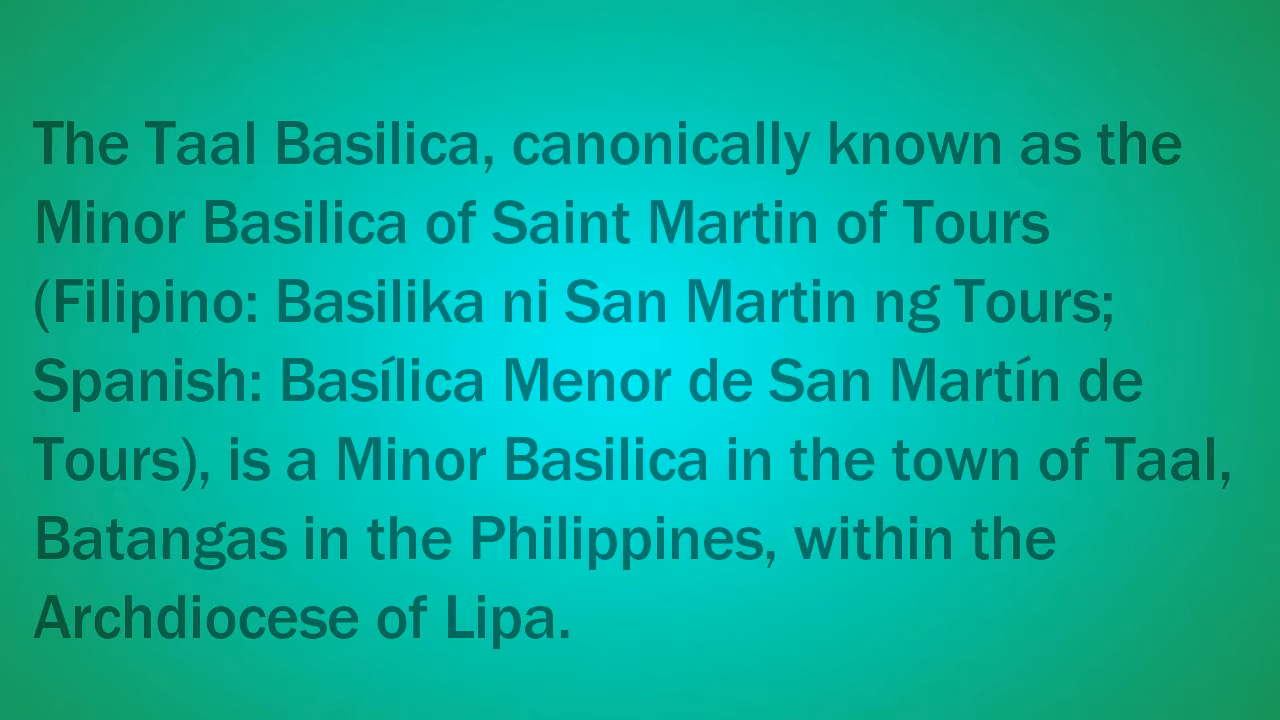 The Taal Basilica, canonically known as the
Minor Basilica of Saint Martin of Tours
(Filipino: Basilika ni San Martin ng Tours;
Spanish: Basílica Menor de San Martín de
Tours), is a Minor Basilica in the town of Taal,
Batangas in the Philippines, within the
Archdiocese of Lipa.